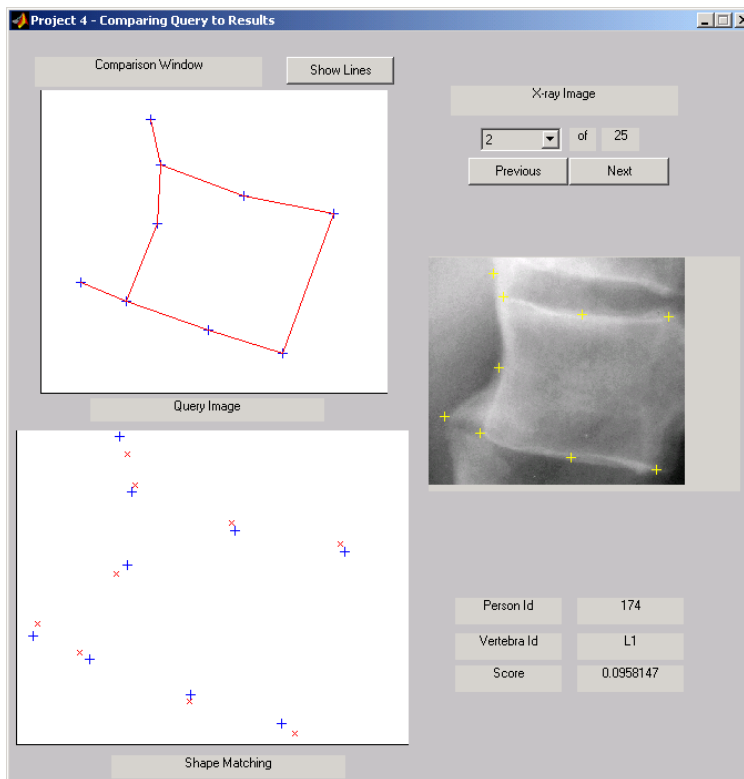 Project 4 - Comparing Query to Results
Comparison Window
Show Lines
X-ray Image
2 of 25
Previous Next
Query Image
Person Id 174
Vertebra Id L1
Score 0.0958147
Shape Matching